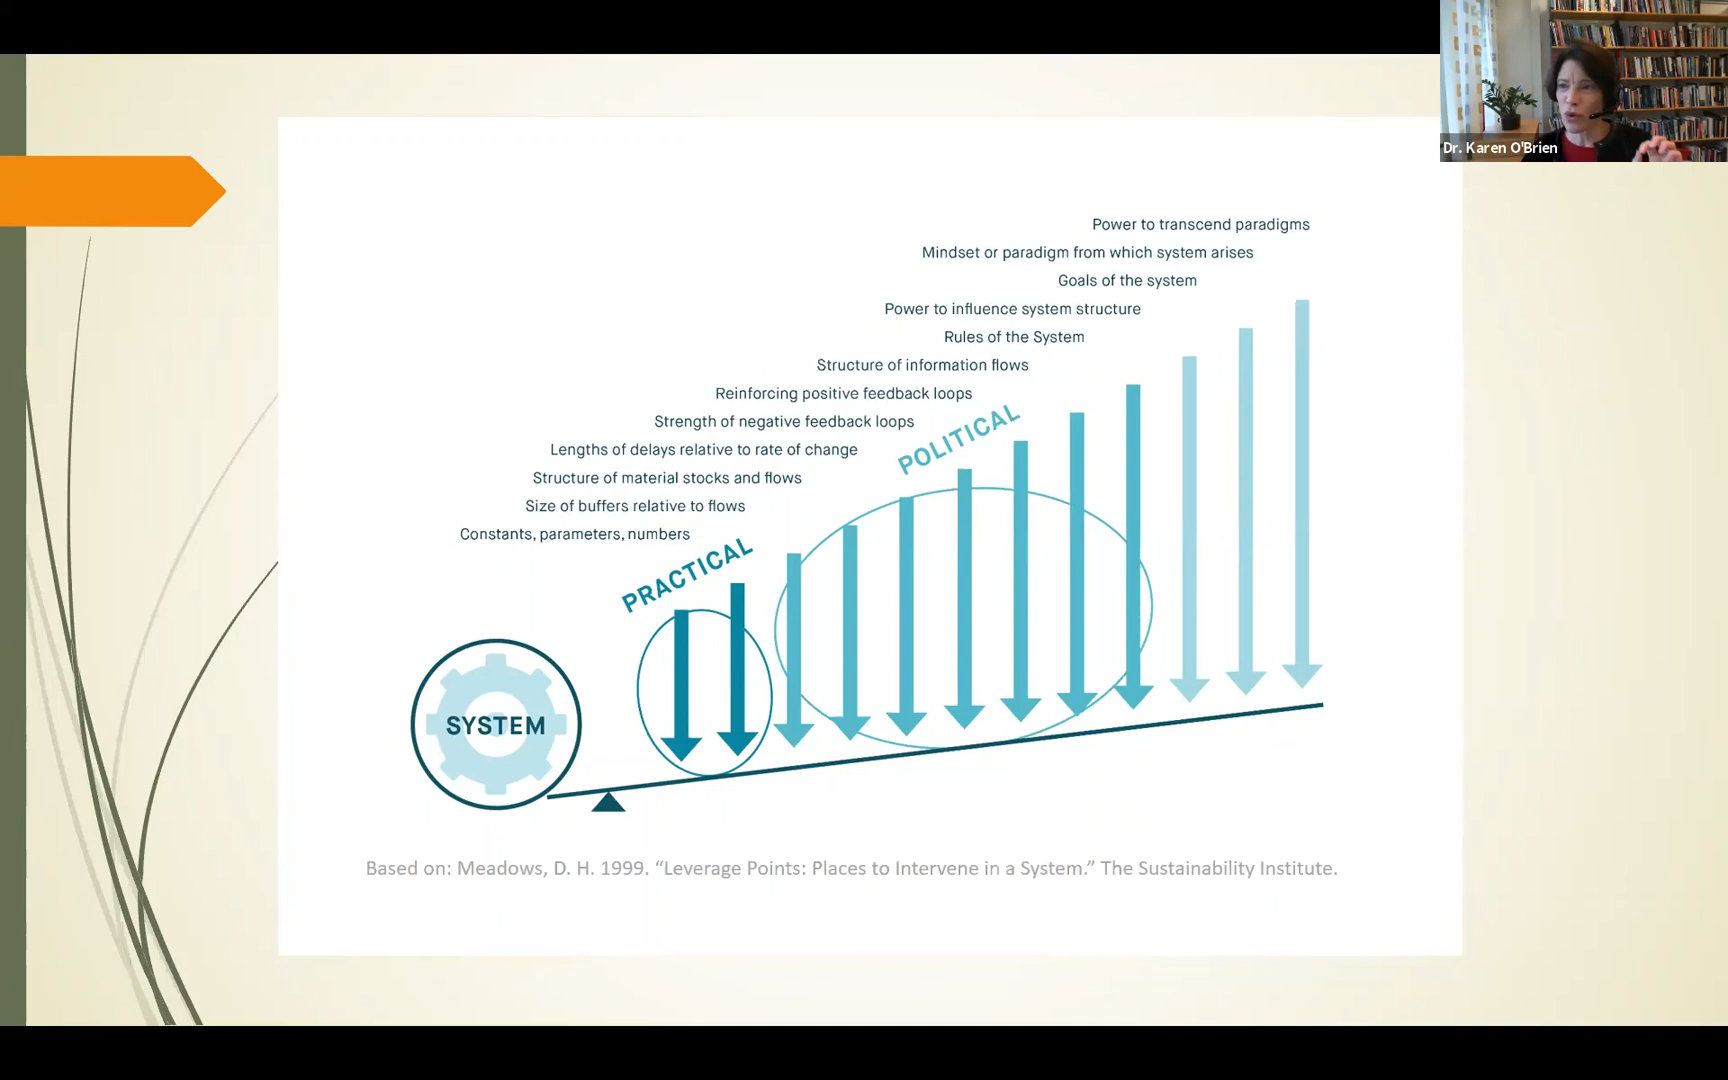 Dr. Karen O'Brien
Power to transcend paradigms
Mindset or paradigm from which system arises
Goals of the system
Power to influence system structure
Rules of the System
Structure of information flows
Reinforcing positive feedback loops
Strength of negative feedback loops
Lengths of delays relative to rate of change
Structure of material stocks and flows
Size of buffers relative to flows
Constants, parameters, numbers
POLITICAL
PRACTICAL
SYSTEM
Based on: Meadows, D. H. 1999. “Leverage Points: Places to Intervene in a System.” The Sustainability Institute.